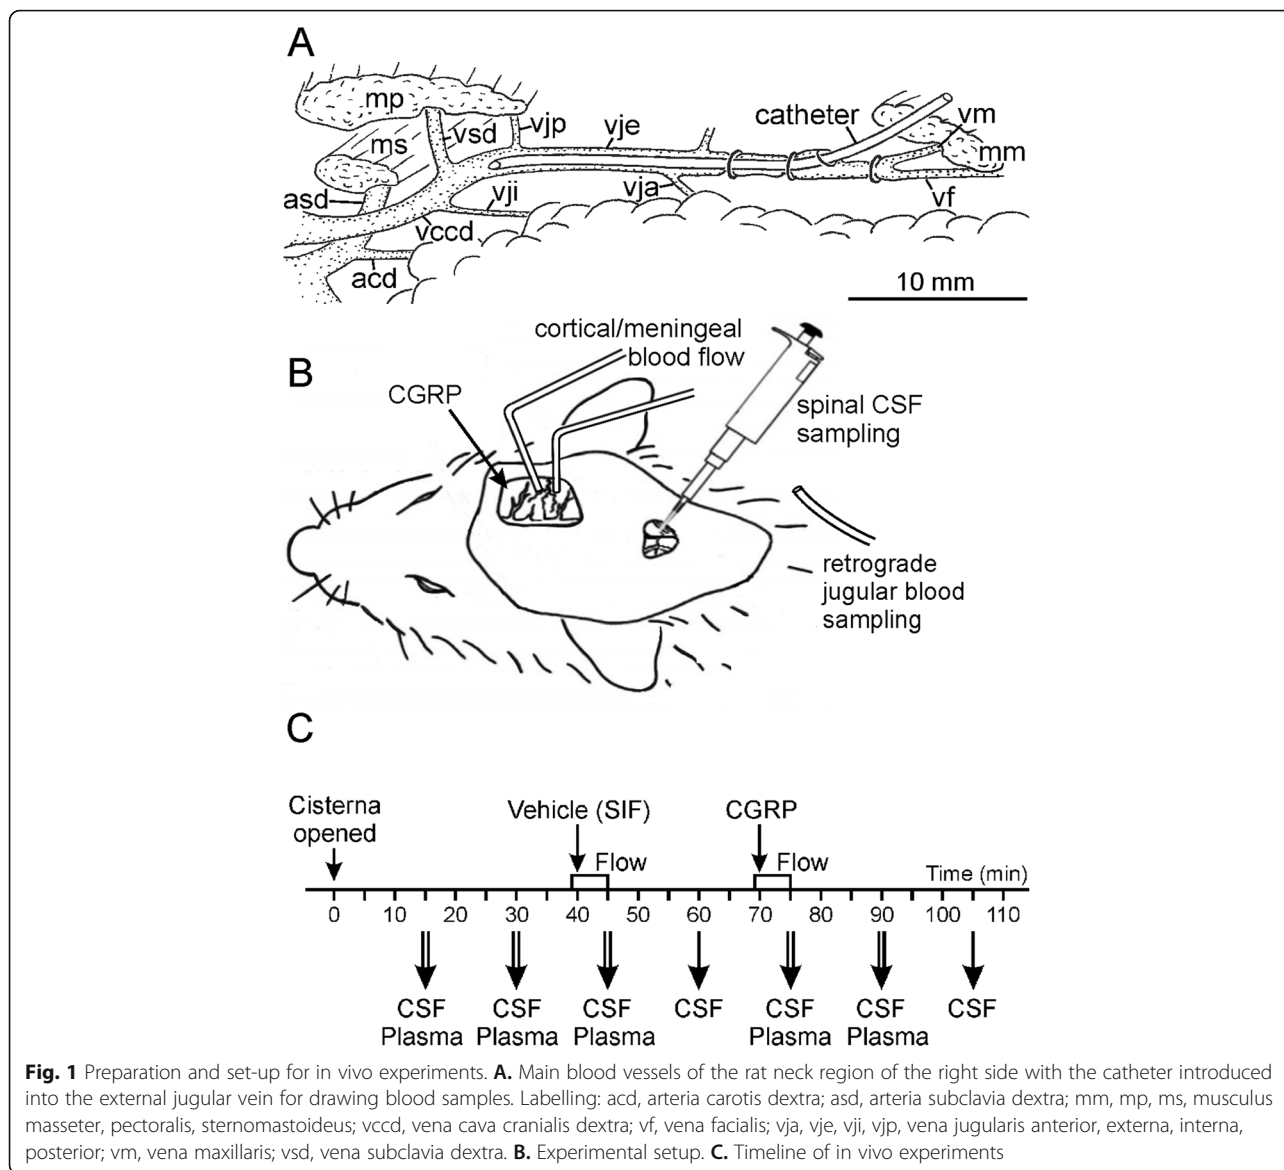 A
mp
ms
vsd
vjp
vje
catheter
vm
mm
asd
vji
vja
vf
vccd
acd
10 mm
B
cortical/meningeal
blood flow
CGRP
spinal CSF
sampling
retrograde
jugular blood
sampling
C
Cisterna
opened
Vehicle (SIF)
CGRP
Flow
Flow
Time (min)
0 10 20 30 40 50 60 70 80 90 100 110
CSF CSF CSF CSF CSF CSF CSF
Plasma Plasma Plasma Plasma Plasma
Fig. 1 Preparation and set-up for in vivo experiments. A. Main blood vessels of the rat neck region of the right side with the catheter introduced
into the external jugular vein for drawing blood samples. Labelling: acd, arteria carotis dextra; asd, arteria subclavia dextra; mm, mp, ms, musculus
masseter, pectoralis, sternomastoideus; vccd, vena cava cranialis dextra; vf, vena facialis; vja, vje, vji, vjp, vena jugularis anterior, externa, interna,
posterior; vm, vena maxillaris; vsd, vena subclavia dextra. B. Experimental setup. C. Timeline of in vivo experiments